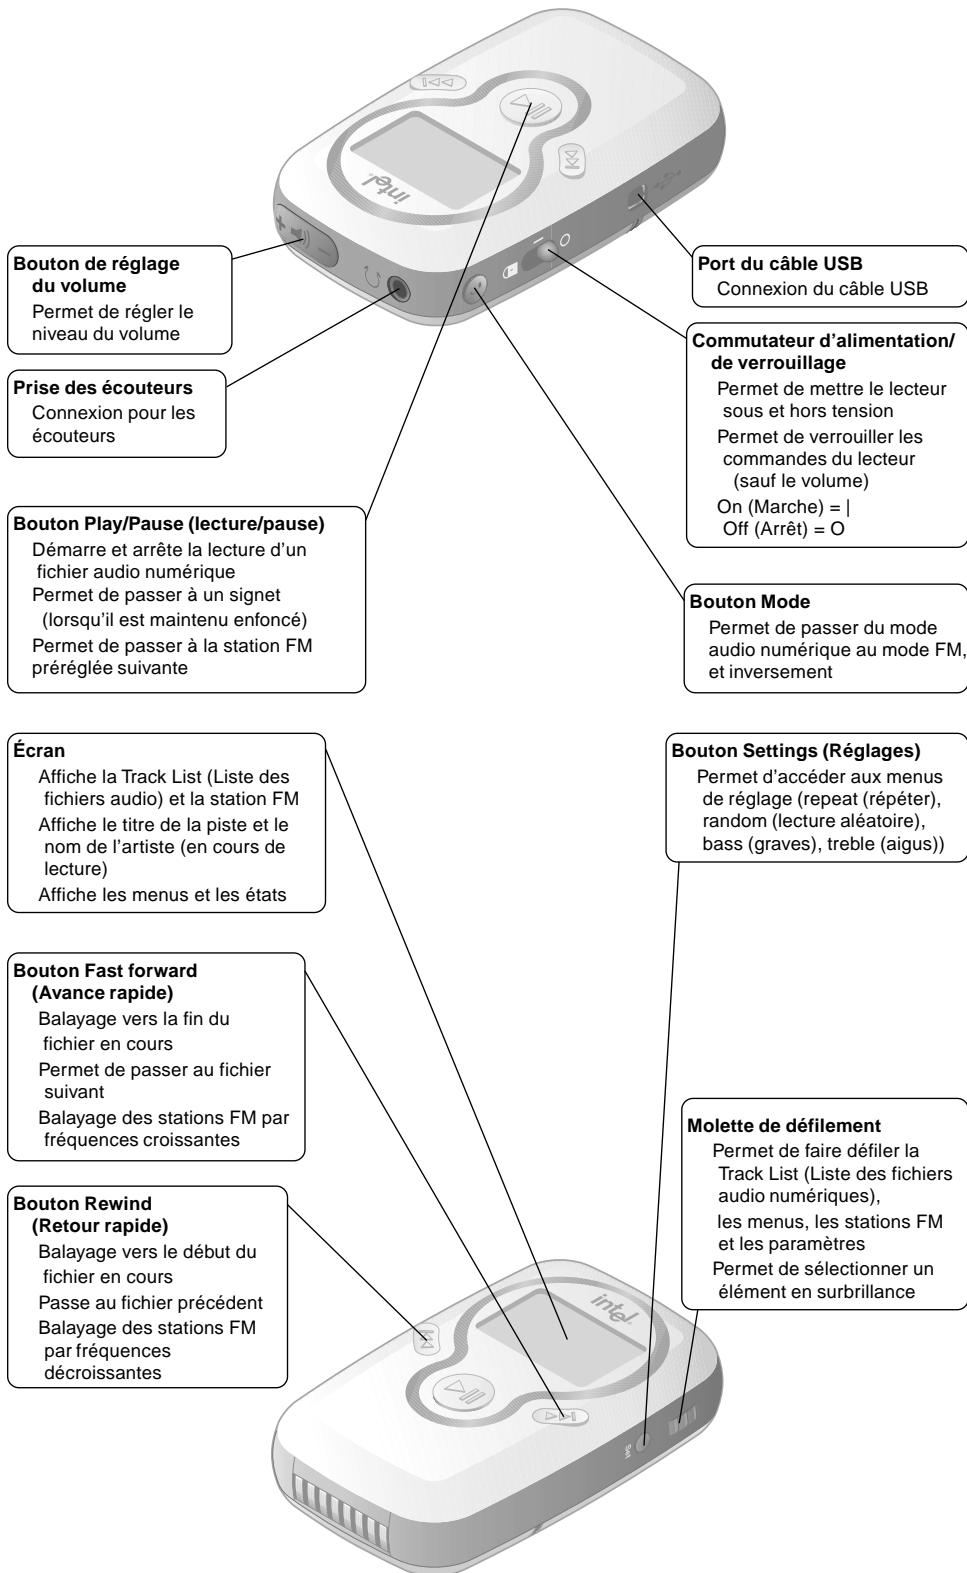 intel
Bouton de réglage
du volume
Permet de régler le
niveau du volume
Port du câble USB
Connexion du câble USB
Prise des écouteurs
Connexion pour les
écouteurs
Commutateur d'alimentation/
de verrouillage
Permet de mettre le lecteur
sous et hors tension
Permet de verrouiller les
commandes du lecteur
(sauf le volume)
On (Marche) = |
Off (Arrêt) = O
Bouton Play/Pause (lecture/pause)
Démarre et arrête la lecture d'un
fichier audio numérique
Permet de passer à un signet
(lorsqu'il est maintenu enfoncé)
Permet de passer à la station FM
préréglée suivante
Bouton Mode
Permet de passer du mode
audio numérique au mode FM,
et inversement
Écran
Affiche la Track List (Liste des
fichiers audio) et la station FM
Affiche le titre de la piste et le
nom de l'artiste (en cours de
lecture)
Affiche les menus et les états
Bouton Settings (Réglages)
Permet d'accéder aux menus
de réglage (repeat (répéter),
random (lecture aléatoire),
bass (graves), treble (aigus))
Bouton Fast forward
(Avance rapide)
Balayage vers la fin du
fichier en cours
Permet de passer au fichier
suivant
Balayage des stations FM par
fréquences croissantes
Molette de défilement
Permet de faire défiler la
Track List (Liste des fichiers
audio numériques),
les menus, les stations FM
et les paramètres
Permet de sélectionner un
élément en surbrillance
Bouton Rewind
(Retour rapide)
Balayage vers le début du
fichier en cours
Passe au fichier précédent
Balayage des stations FM
par fréquences
décroissantes
intel